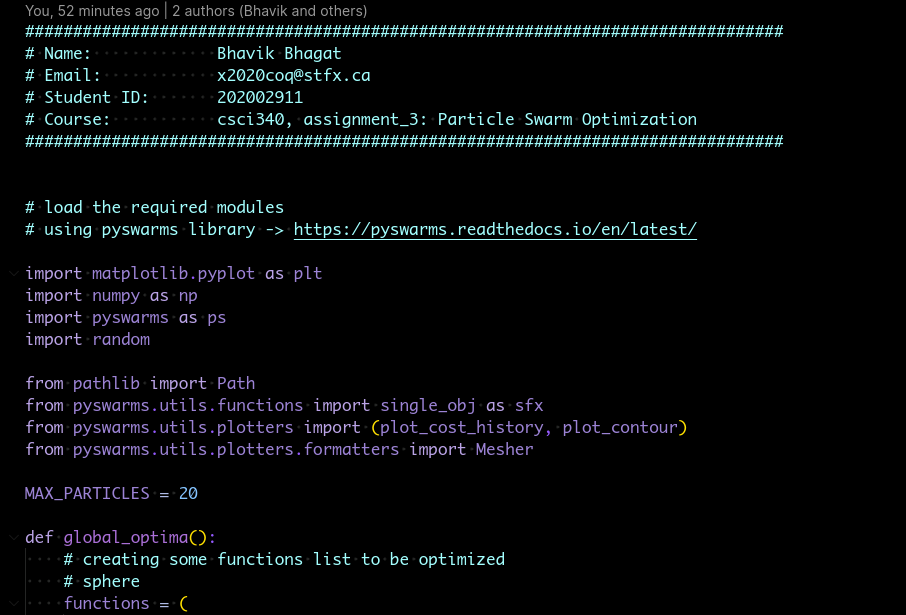 You, 52 minutes ago | 2 authors (Bhavik and others)
###############################################################################
# Name:             Bhavik Bhagat
# Email:            x2020coq@stfx.ca
# Student ID:       202002911
# Course:           csci340, assignment_3: Particle Swarm Optimization
###############################################################################
# load the required modules
# using pyswarms library -> https://pyswarms.readthedocs.io/en/latest/
import matplotlib.pyplot as plt
import numpy as np
import pyswarms as ps
import random
from pathlib import Path
from pyswarms.utils.functions import single_obj as sfx
from pyswarms.utils.plotters import (plot_cost_history, plot_contour)
from pyswarms.utils.plotters.formatters import Mesher
MAX_PARTICLES = 20
def global_optima():
    # creating some functions list to be optimized
    # sphere
    functions = (